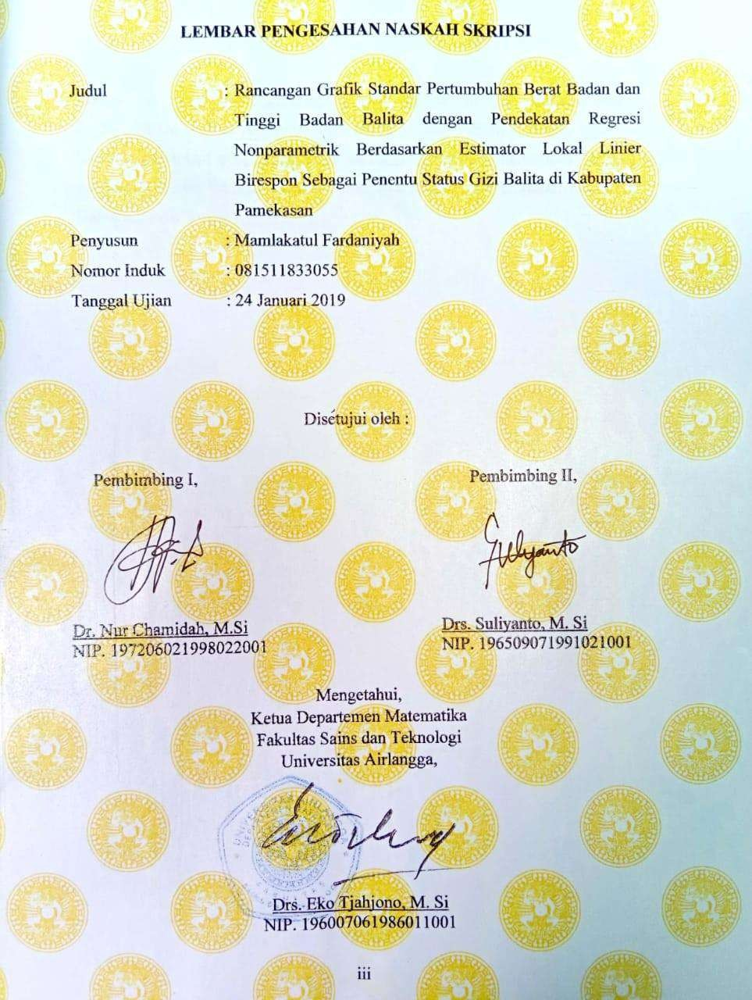 LEMBAR PENGESAHAN NASKAH SKRIPSI
Judul : Rancangan Grafik Standar Pertumbuhan Berat Badan dan
Tinggi Badan Balita dengan Pendekatan Regresi
Nonparametrik Berdasarkan Estimator Lokal Linier
Birespon Sebagai Penentu Status Gizi Balita di Kabupaten
Pamekasan
Penyusun : Mamlakatul Fardaniyah
Nomor Induk : 081511833055
Tanggal Ujian : 24 Januari 2019
Disetujui oleh :
Pembimbing I,
Pembimbing II,
Suliyanto
Dr. Nur Chamidah, M.Si
NIP. 197206021998022001
Drs. Suliyanto, M. Si
NIP. 196509071991021001
Mengetahui,
Ketua Departemen Matematika
Fakultas Sains dan Teknologi
Universitas Airlangga,
Drs. Eko Tjahjono, M. Si
NIP. 196007061986011001
iii